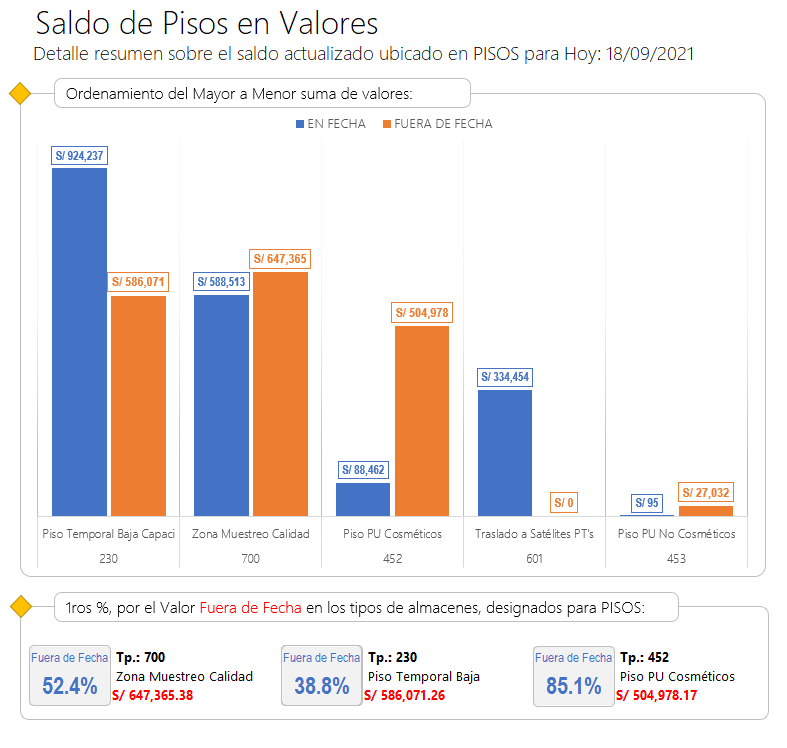 Saldo de Pisos en Valores
Detalle resumen sobre el saldo actualizado ubicado en PISOS para Hoy: 18/09/2021
Ordenamiento del Mayor a Menor suma de valores:
EN FECHA FUERA DE FECHA
S/ 924,237
S/ 586,071
S/ 588,513
S/ 647,365
S/ 88,462
S/ 504,978
S/ 334,454
S/ 0
S/ 95
S/ 27,032
Piso Temporal Baja Capaci Zona Muestreo Calidad Piso PU Cosméticos Traslado a Satélites PT's Piso PU No Cosméticos
230 700 452 601 453
1ros %, por el Valor Fuera de Fecha en los tipos de almacenes, designados para PISOS:
Fuera de Fecha
52.4%
Tp.: 700
Zona Muestreo Calidad
S/ 647,365.38
Fuera de Fecha
38.8%
Tp.: 230
Piso Temporal Baja
S/ 586,071.26
Fuera de Fecha
85.1%
Tp.: 452
Piso PU Cosméticos
S/ 504,978.17